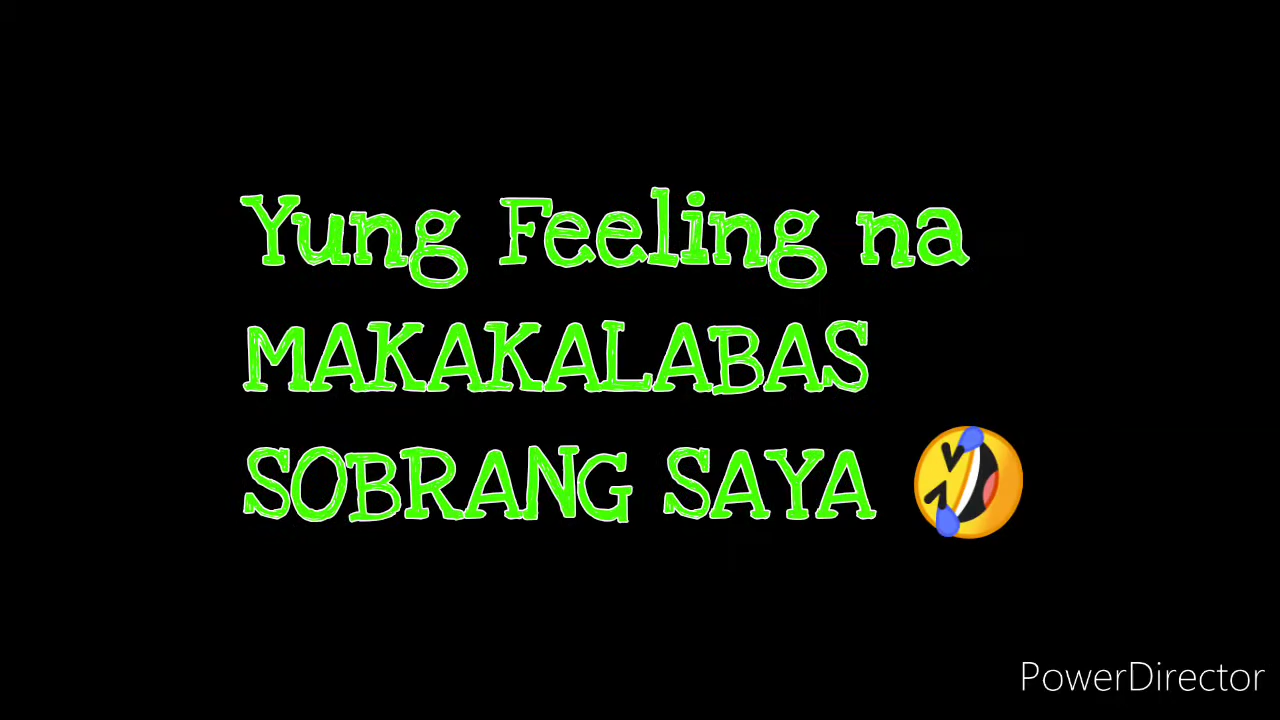 Yung Feeling na
MAKAKALABAS
SOBRANG SAYA 🤣
PowerDirector